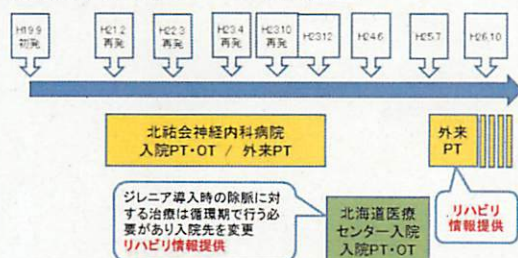 H19.9
初発
H21.2
再発
H22.3
再発
H23.4
再発
H23.10
再発
H23.12
H24.6
H25.7
H26.10
北祐会神経内科病院
入院PT・OT / 外来PT
外来
PT
ジレニア導入時の除脈に対
する治療は循環期で行う必
要があり入院先を変更
リハビリ情報提供
北海道医療
センター入院
入院PT・OT
リハビリ
情報提供